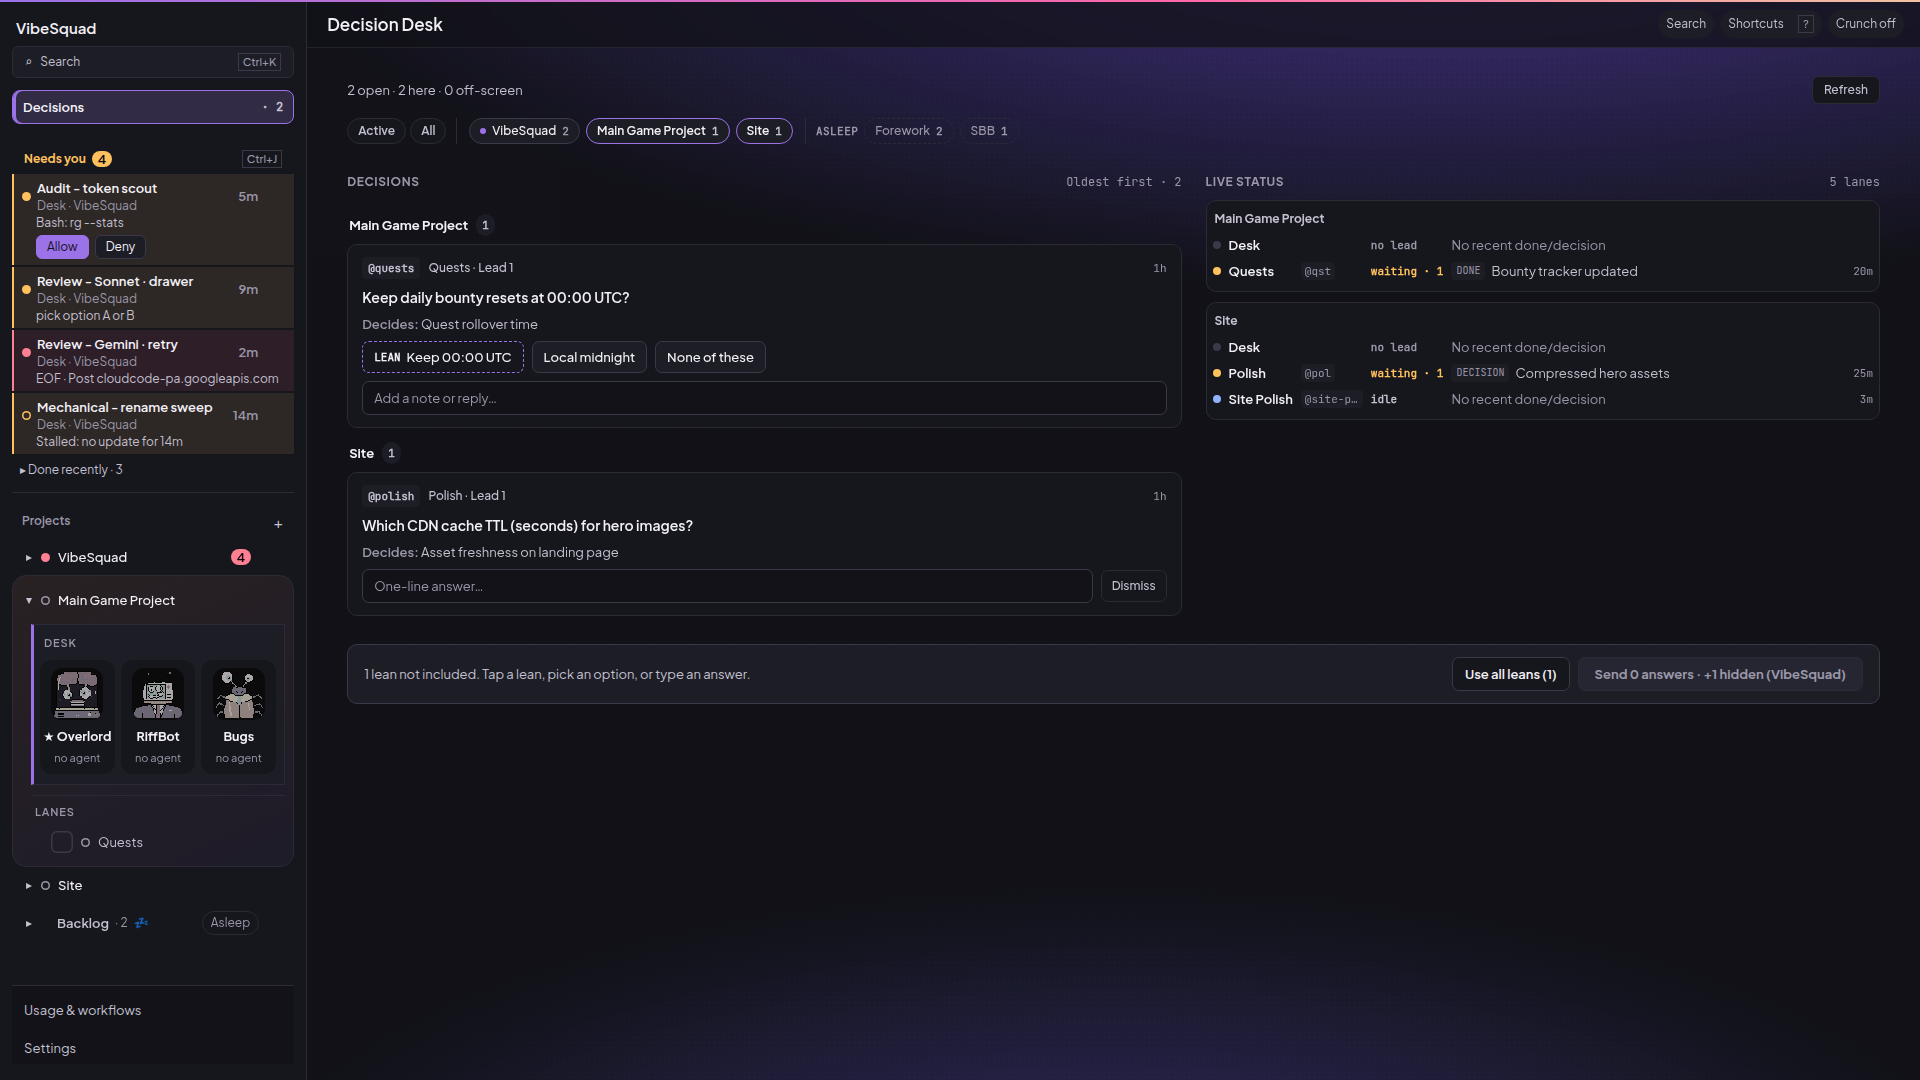 VibeSquad
Search Ctrl+K
Decisions · 2
Needs you 4 Ctrl+J
Audit – token scout 5m
Desk · VibeSquad
Bash: rg --stats
Allow Deny
Review – Sonnet · drawer 9m
Desk · VibeSquad
pick option A or B
Review – Gemini · retry 2m
Desk · VibeSquad
EOF · Post cloudcode-pa.googleapis.com
Mechanical – rename sweep 14m
Desk · VibeSquad
Stalled: no update for 14m
▸ Done recently · 3
Projects +
▸ VibeSquad 4
▾ Main Game Project
DESK
★ Overlord RiffBot Bugs
no agent no agent no agent
LANES
Quests
▸ Site
▸ Backlog · 2 💤 Asleep
Usage & workflows
Settings
Decision Desk
Search Shortcuts ? Crunch off
2 open · 2 here · 0 off-screen Refresh
Active All VibeSquad 2 Main Game Project 1 Site 1 ASLEEP Forework 2 SBB 1
DECISIONS Oldest first · 2
Main Game Project 1
@quests Quests · Lead 1 1h
Keep daily bounty resets at 00:00 UTC?
Decides: Quest rollover time
LEAN Keep 00:00 UTC Local midnight None of these
Add a note or reply…
Site 1
@polish Polish · Lead 1 1h
Which CDN cache TTL (seconds) for hero images?
Decides: Asset freshness on landing page
One-line answer… Dismiss
LIVE STATUS 5 lanes
Main Game Project
Desk no lead No recent done/decision
Quests @qst waiting · 1 DONE Bounty tracker updated 20m
Site
Desk no lead No recent done/decision
Polish @pol waiting · 1 DECISION Compressed hero assets 25m
Site Polish @site-p… idle No recent done/decision 3m
1 lean not included. Tap a lean, pick an option, or type an answer. Use all leans (1) Send 0 answers · +1 hidden (VibeSquad)